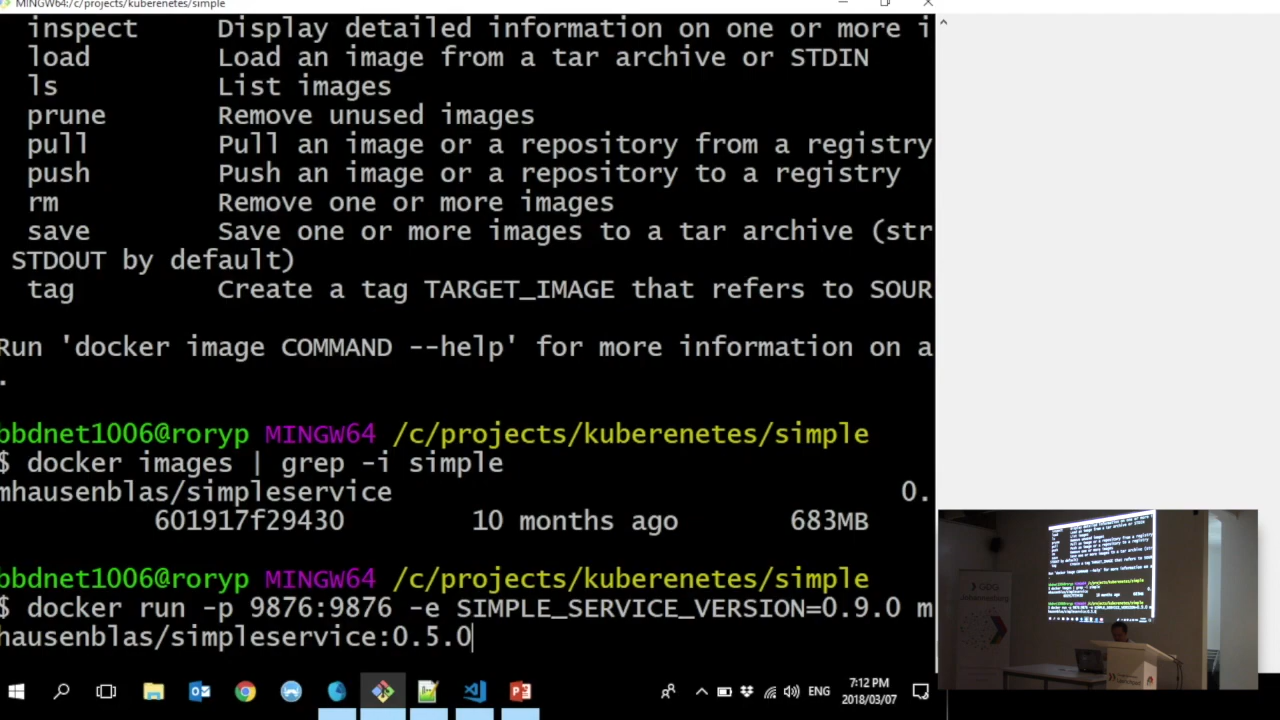 MINGW64:/c/projects/kuberenetes/simple
inspect Display detailed information on one or more i
load Load an image from a tar archive or STDIN
ls List images
prune Remove unused images
pull Pull an image or a repository from a registry
push Push an image or a repository to a registry
rm Remove one or more images
save Save one or more images to a tar archive (str
STDOUT by default)
tag Create a tag TARGET_IMAGE that refers to SOUR
Run 'docker image COMMAND --help' for more information on a
.
bbdnet1006@roryp MINGW64 /c/projects/kuberenetes/simple
$ docker images | grep -i simple
mhausenblas/simpleservice 0.
601917f29430 10 months ago 683MB
bbdnet1006@roryp MINGW64 /c/projects/kuberenetes/simple
$ docker run -p 9876:9876 -e SIMPLE_SERVICE_VERSION=0.9.0 m
hausenblas/simpleservice:0.5.0
ENG
7:12 PM
2018/03/07
GDG